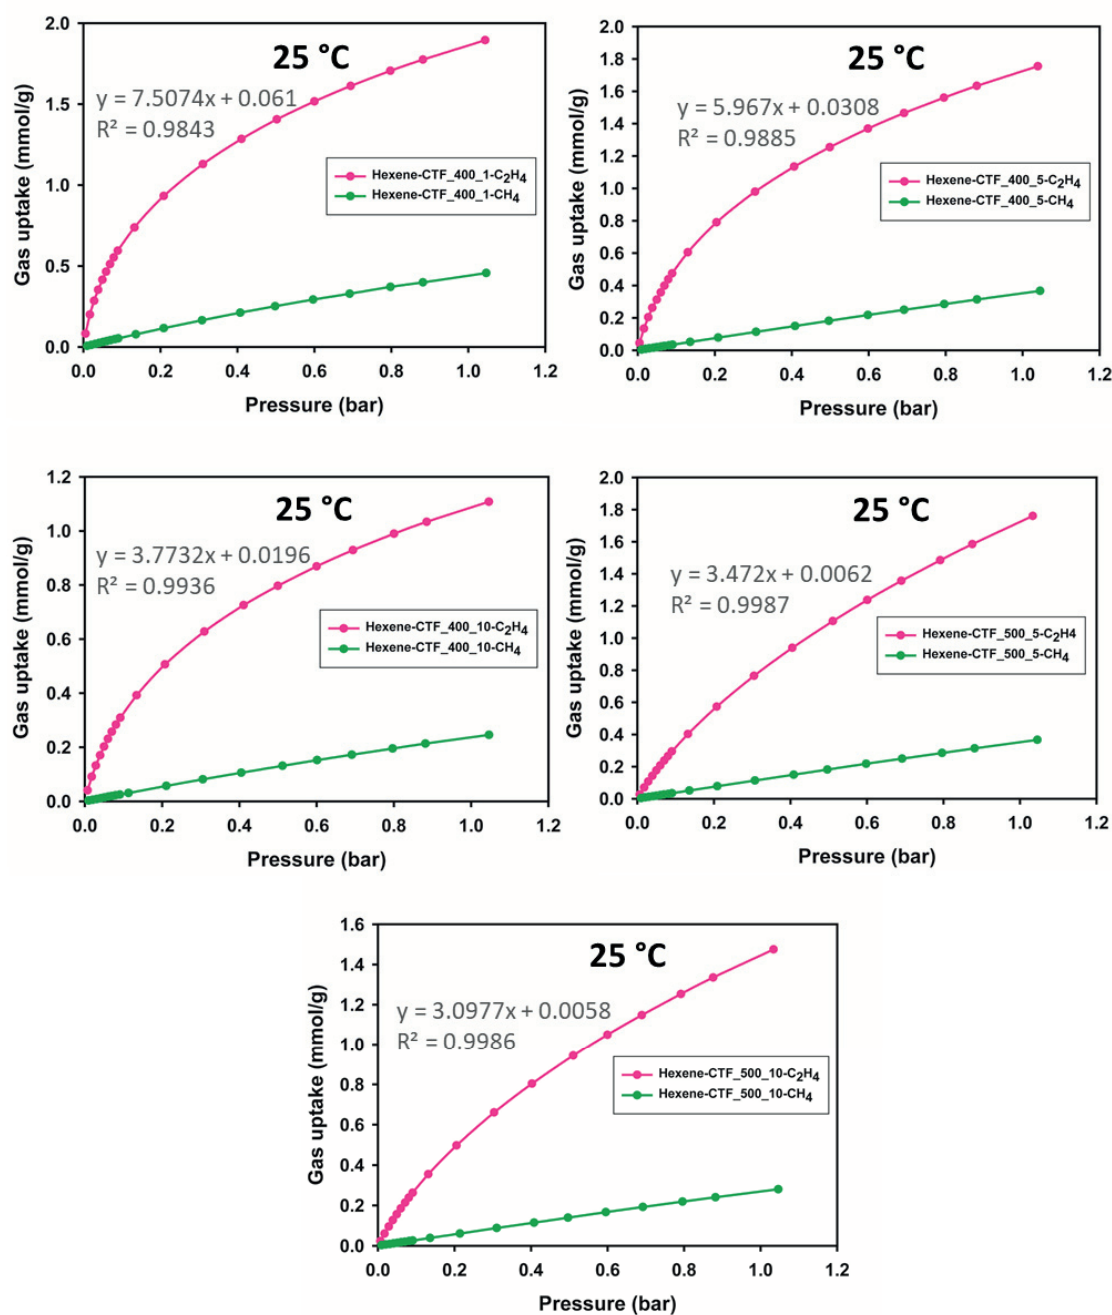 25 °C
y = 7.5074x + 0.061
R² = 0.9843
Hexene-CTF_400_1-C₂H₄
Hexene-CTF_400_1-CH₄
Gas uptake (mmol/g)
2.0
1.5
1.0
0.5
0.0
0.0 0.2 0.4 0.6 0.8 1.0 1.2
Pressure (bar)
25 °C
y = 5.967x + 0.0308
R² = 0.9885
Hexene-CTF_400_5-C₂H₄
Hexene-CTF_400_5-CH₄
Gas uptake (mmol/g)
2.0
1.8
1.6
1.4
1.2
1.0
0.8
0.6
0.4
0.2
0.0
0.0 0.2 0.4 0.6 0.8 1.0 1.2
Pressure (bar)
25 °C
y = 3.7732x + 0.0196
R² = 0.9936
Hexene-CTF_400_10-C₂H₄
Hexene-CTF_400_10-CH₄
Gas uptake (mmol/g)
1.2
1.0
0.8
0.6
0.4
0.2
0.0
0.0 0.2 0.4 0.6 0.8 1.0 1.2
Pressure (bar)
25 °C
y = 3.472x + 0.0062
R² = 0.9987
Hexene-CTF_500_5-C₂H4
Hexene-CTF_500_5-CH₄
Gas uptake (mmol/g)
2.0
1.8
1.6
1.4
1.2
1.0
0.8
0.6
0.4
0.2
0.0
0.0 0.2 0.4 0.6 0.8 1.0 1.2
Pressure (bar)
25 °C
y = 3.0977x + 0.0058
R² = 0.9986
Hexene-CTF_500_10-C₂H₄
Hexene-CTF_500_10-CH₄
Gas uptake (mmol/g)
1.6
1.4
1.2
1.0
0.8
0.6
0.4
0.2
0.0
0.0 0.2 0.4 0.6 0.8 1.0 1.2
Pressure (bar)